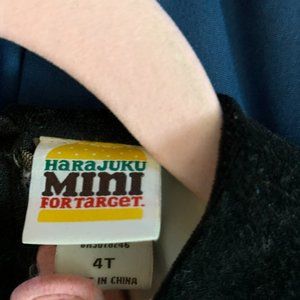 HaRaJUKU
MINI
FOR TaRGET.
4T
IN CHINA